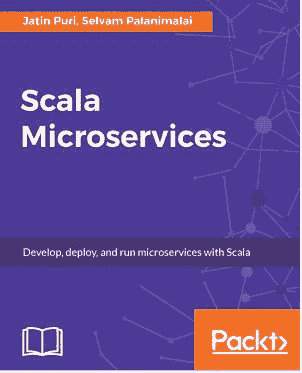 Jatin Puri, Selvam Palanimalai
Scala
Microservices
Develop, deploy, and run microservices with Scala
Packt>